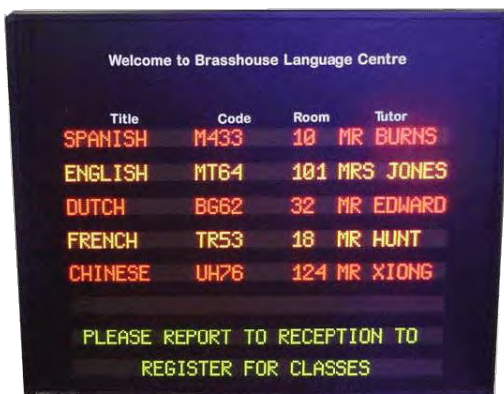 Welcome to Brasshouse Language Centre
Title Code Room Tutor
SPANISH M433 10 MR BURNS
ENGLISH MT64 101 MRS JONES
DUTCH BG62 32 MR EDWARD
FRENCH TR53 18 MR HUNT
CHINESE UH76 124 MR XIONG
PLEASE REPORT TO RECEPTION TO
REGISTER FOR CLASSES